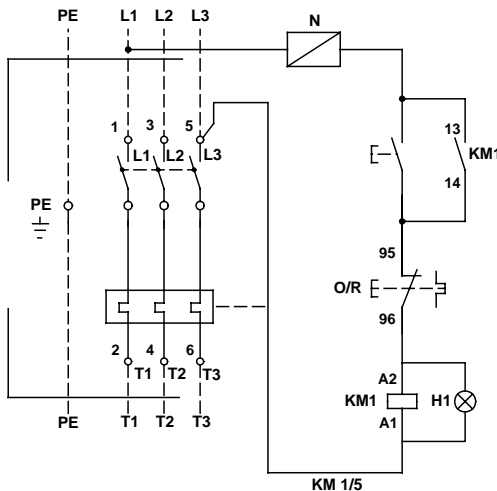 PE L1 L2 L3 N
1 3 5 13
L1 L2 L3 KM1
14
PE
95
O/R
96
2 4 6
T1 T2 T3
A2
KM1 H1
A1
PE T1 T2 T3
KM 1/5